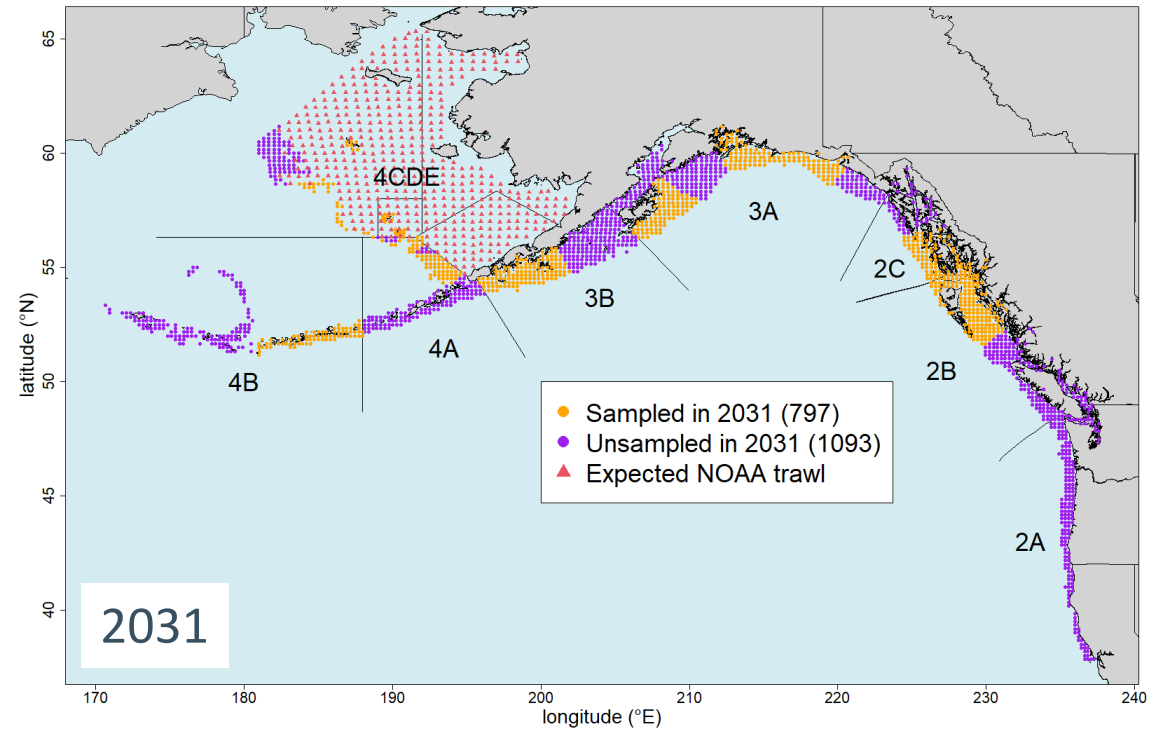 65
60
55
50
45
40
latitude (°N)
4CDE
3A
2C
3B
4A
4B
2B
2A
Sampled in 2031 (797)
Unsampled in 2031 (1093)
Expected NOAA trawl
2031
170
180
190
200
210
220
230
240
longitude (°E)